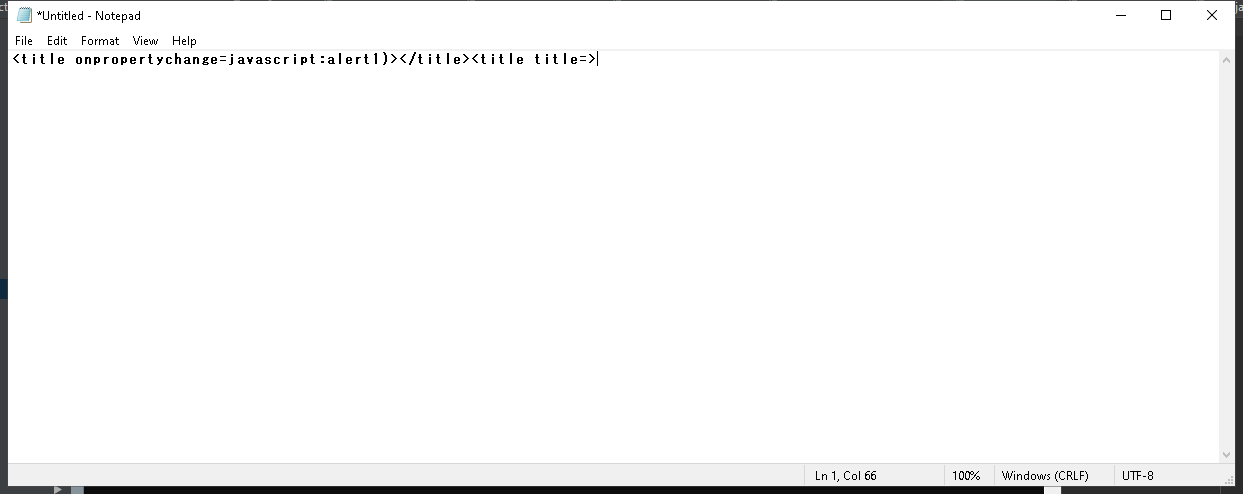 *Untitled - Notepad
File Edit Format View Help
<title onpropertychange=javascript:alert1)></title><title title=>
Ln 1, Col 66 100% Windows (CRLF) UTF-8